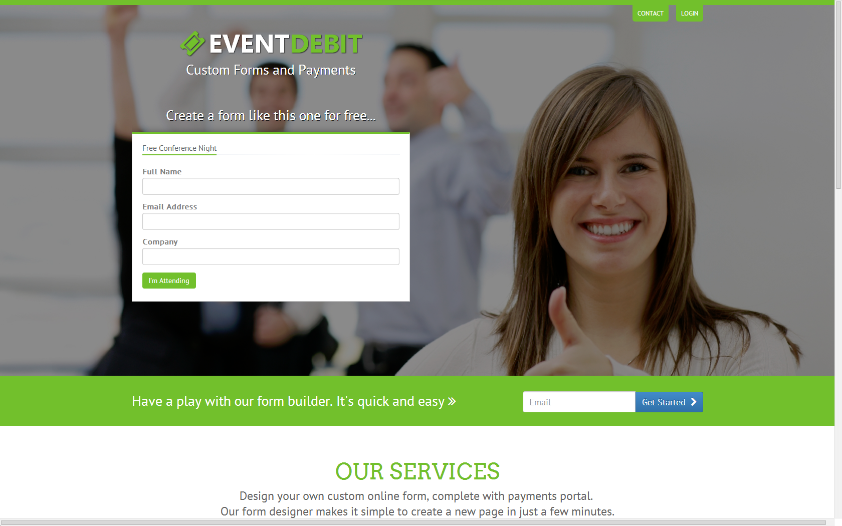 CONTACT
LOGIN
EVENTDEBIT
Custom Forms and Payments
Create a form like this one for free...
Free Conference Night
Full Name
Email Address
Company
I'm Attending
Have a play with our form builder. It's quick and easy »
Email
Get Started
OUR SERVICES
Design your own custom online form, complete with payments portal.
Our form designer makes it simple to create a new page in just a few minutes.